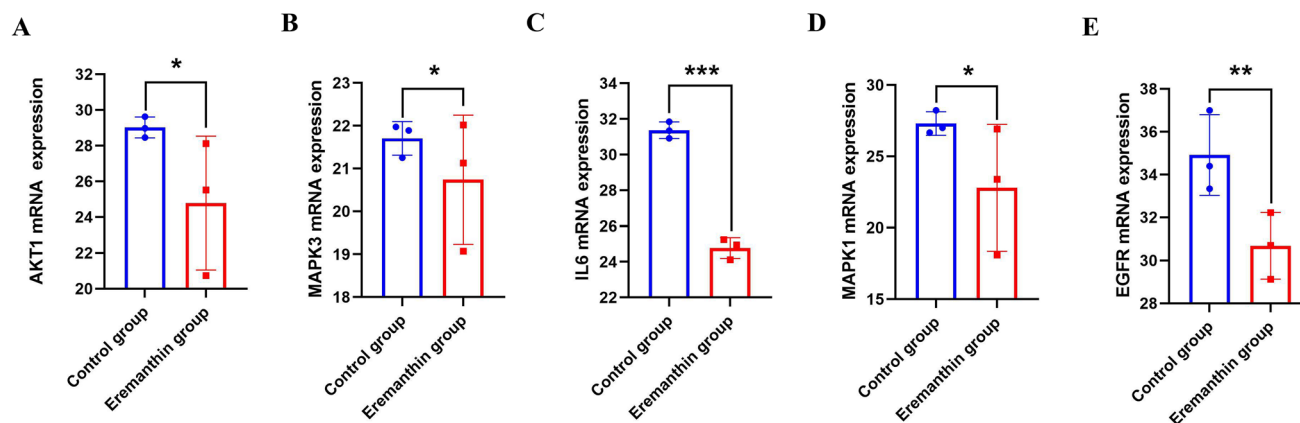 A
B
C
D
E
*
*
***
*
**
AKT1 mRNA expression
32
30
28
26
24
22
20
Control group
Eremanthin group
MAPK3 mRNA expression
23
22
21
20
19
18
Control group
Eremanthin group
IL6 mRNA expression
34
32
30
28
26
24
22
Control group
Eremanthin group
MAPK1 mRNA expression
30
27
25
20
15
Control group
Eremanthin group
EGFR mRNA expression
38
36
33
31
30
28
Control group
Eremanthin group